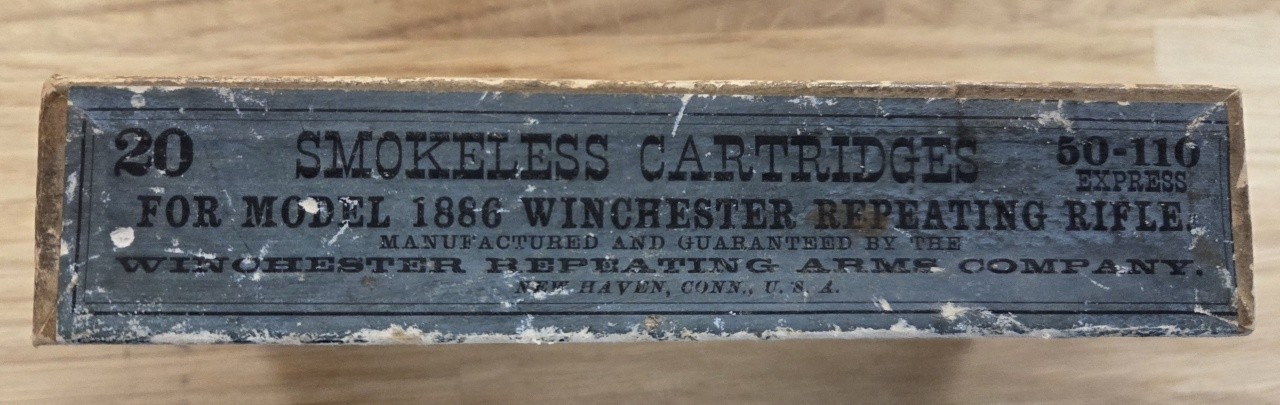 20 SMOKELESS CARTRIDGES 50-110
EXPRESS
FOR MODEL 1886 WINCHESTER REPEATING RIFLE.
MANUFACTURED AND GUARANTEED BY THE
WINCHESTER REPEATING ARMS COMPANY.
NEW HAVEN, CONN., U. S. A.